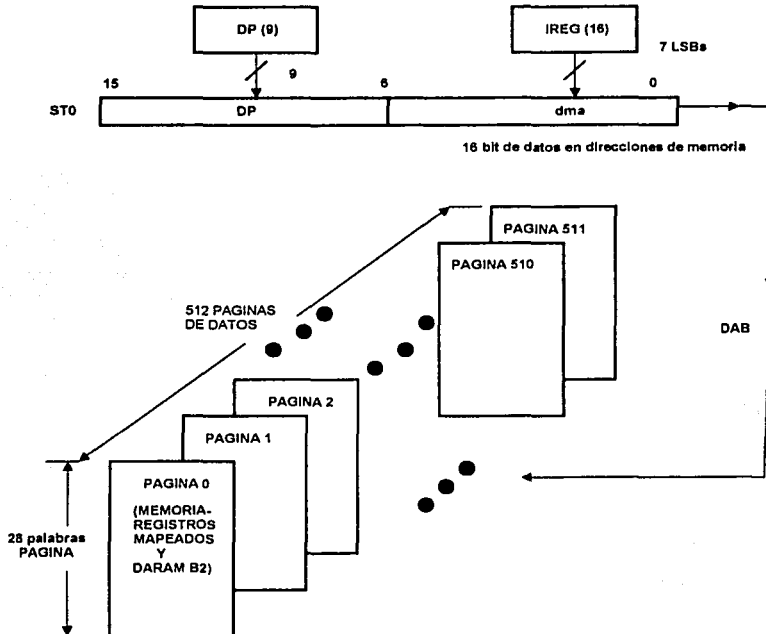 DP (9)
IREG (16)
7 LSBs
9
15
6
0
ST0
DP
dma
16 bit de datos en direcciones de memoria
PAGINA 511
PAGINA 510
512 PAGINAS
DE DATOS
DAB
PAGINA 2
PAGINA 1
PAGINA 0
(MEMORIA-
REGISTROS
MAPEADOS
Y
DARAM B2)
28 palabras
PAGINA